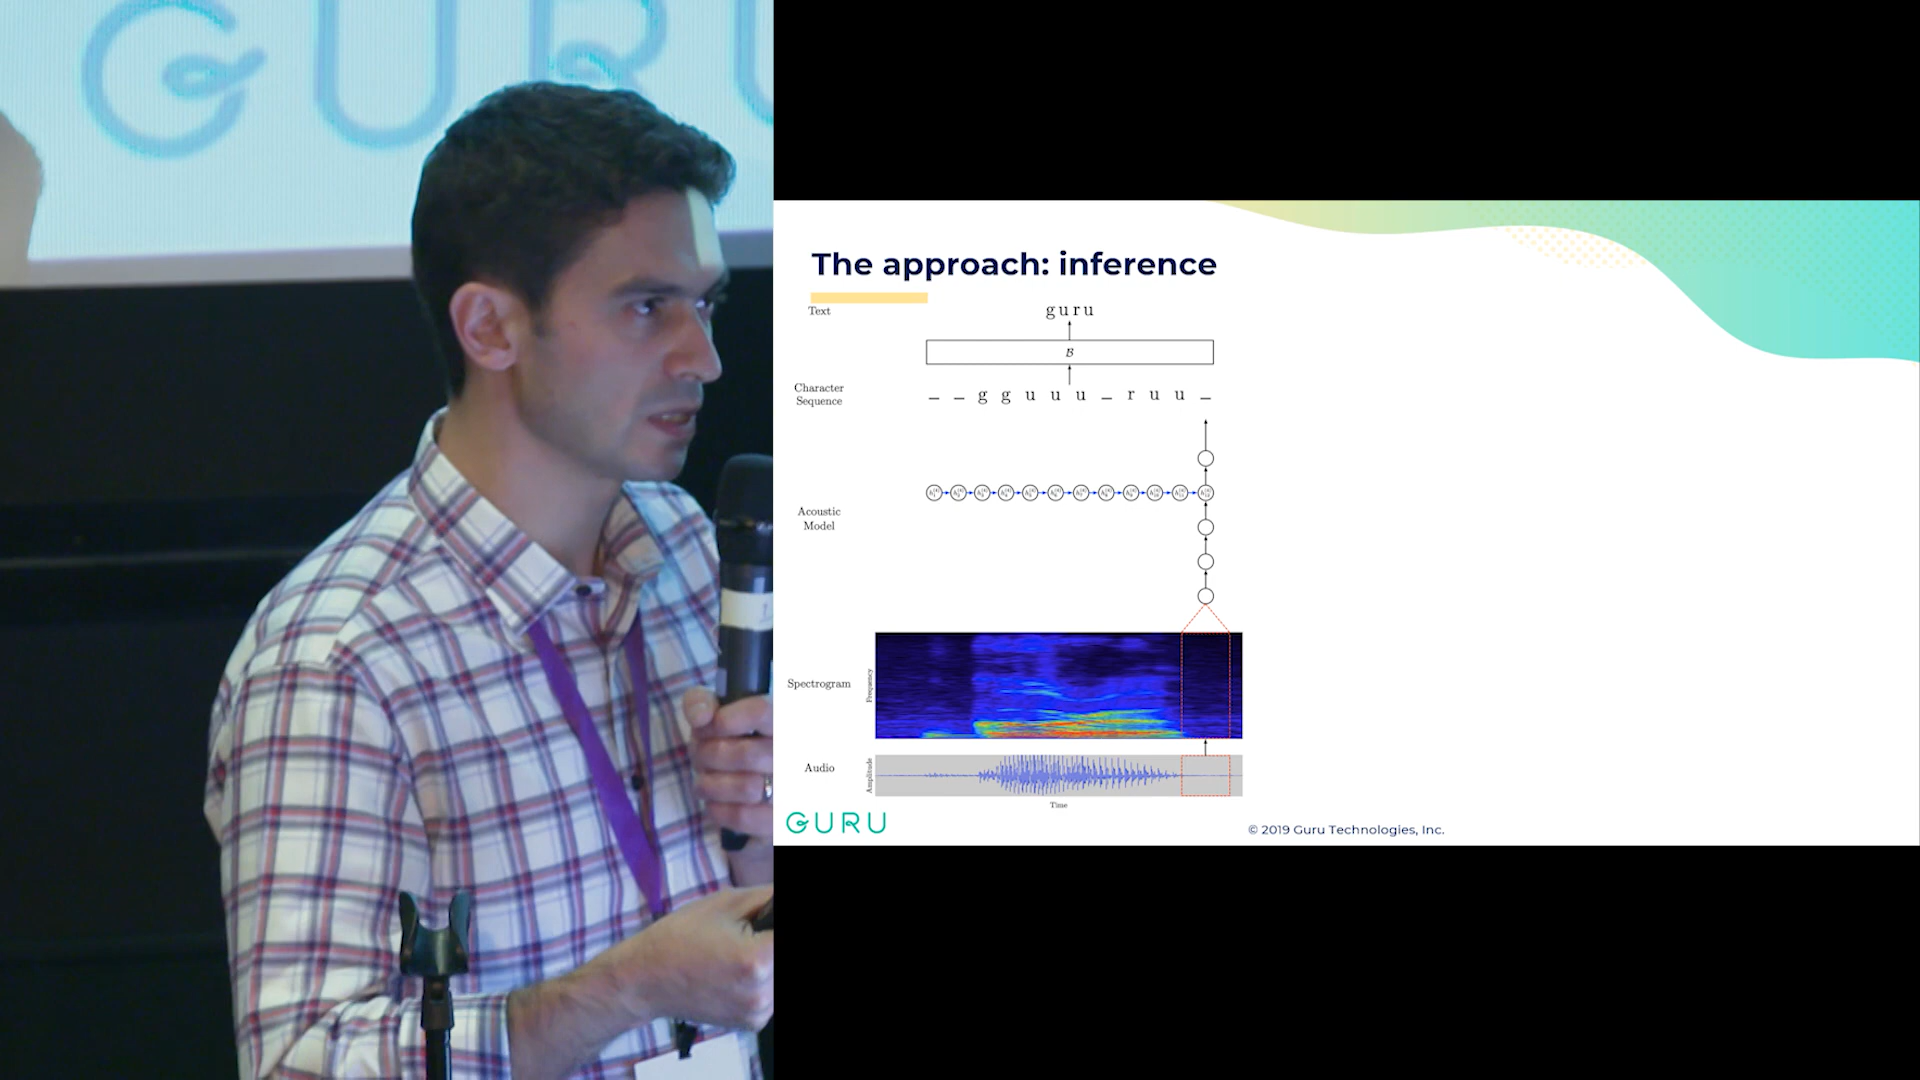 GURU
The approach: inference
Text
guru
B
Character
Sequence
_ _ g g u u u _ r u u _
Acoustic
Model
Spectrogram
Frequency
Audio
Amplitude
Time
GURU
© 2019 Guru Technologies, Inc.